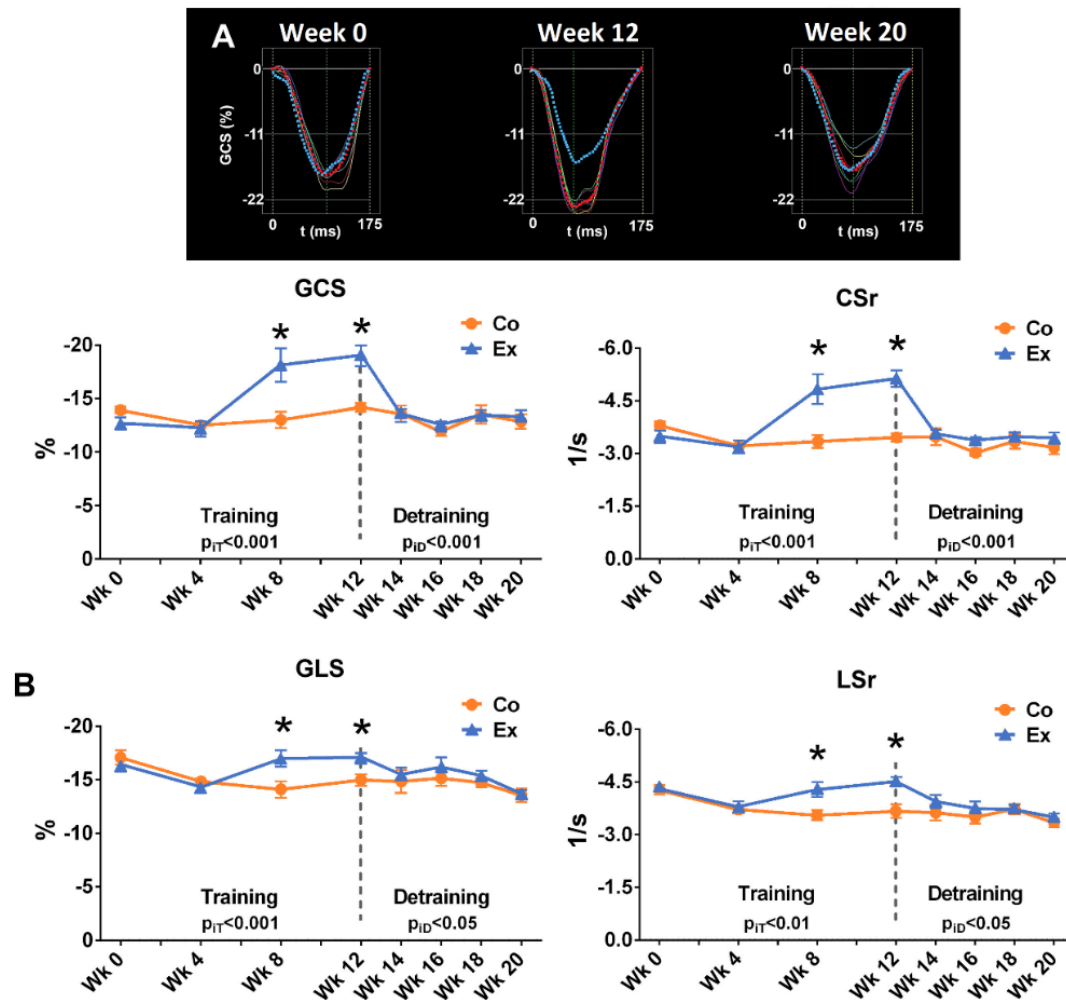 A
Week 0
Week 12
Week 20
GCS (%)
0
-11
-22
0
175
t (ms)
0
-11
-22
0
175
t (ms)
0
-11
-22
0
175
t (ms)
GCS
%
-20
-15
-10
-5
0
Co
Ex
*
*
Training
piT<0.001
Detraining
piD<0.001
Wk 0
Wk 4
Wk 8
Wk 12
Wk 14
Wk 16
Wk 18
Wk 20
CSr
1/s
-6.0
-4.5
-3.0
-1.5
0.0
Co
Ex
*
*
Training
piT<0.001
Detraining
piD<0.001
Wk 0
Wk 4
Wk 8
Wk 12
Wk 14
Wk 16
Wk 18
Wk 20
B
GLS
%
-20
-15
-10
-5
0
Co
Ex
*
*
Training
piT<0.001
Detraining
piD<0.05
Wk 0
Wk 4
Wk 8
Wk 12
Wk 14
Wk 16
Wk 18
Wk 20
LSr
1/s
-6.0
-4.5
-3.0
-1.5
0.0
Co
Ex
*
*
Training
piT<0.01
Detraining
piD<0.05
Wk 0
Wk 4
Wk 8
Wk 12
Wk 14
Wk 16
Wk 18
Wk 20